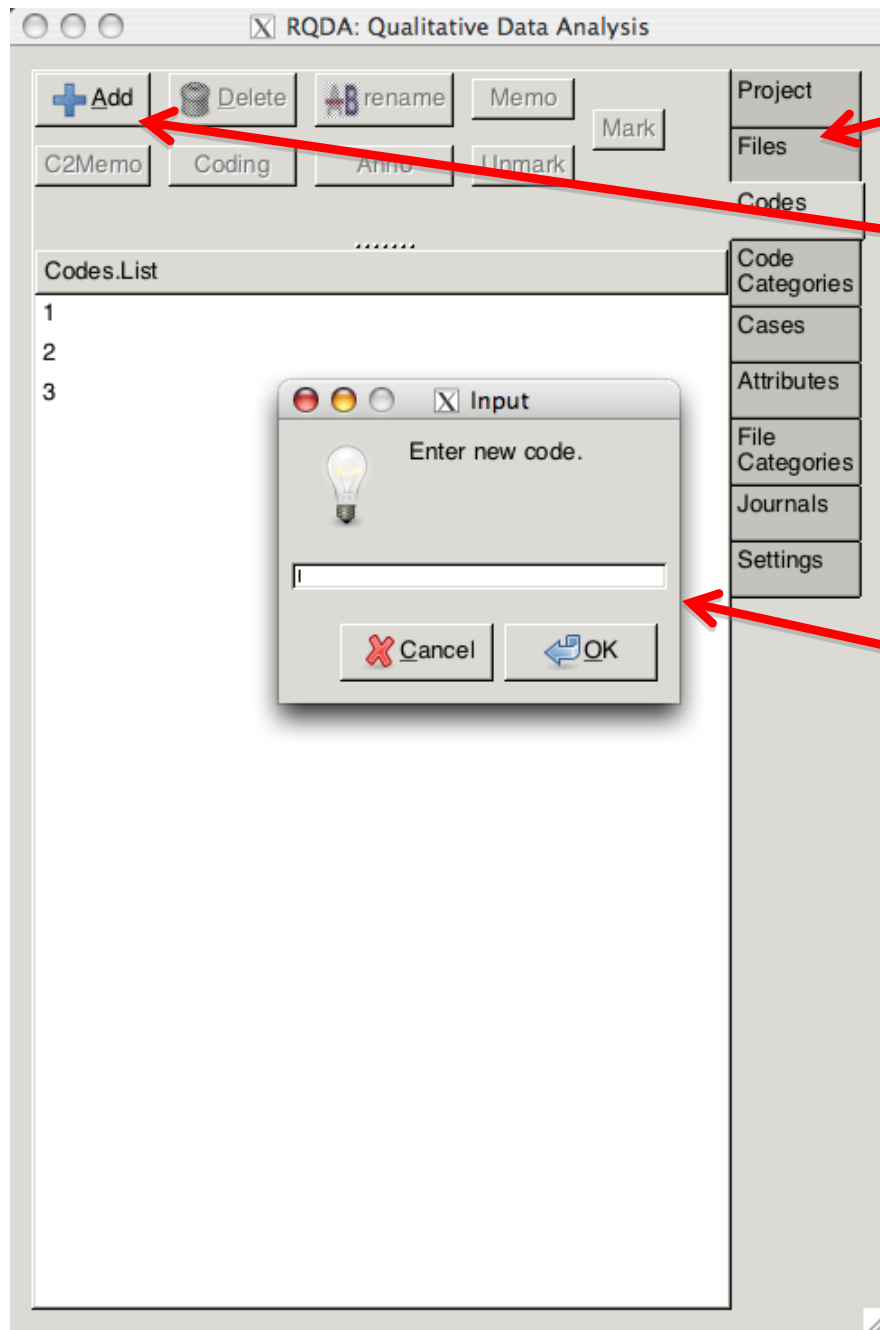 RQDA: Qualitative Data Analysis
Add Delete rename Memo Mark
C2Memo Coding Anno Unmark
Project
Files
Codes
Code
Categories
Cases
Attributes
File
Categories
Journals
Settings
Codes.List
1
2
3
Input
Enter new code.
Cancel OK